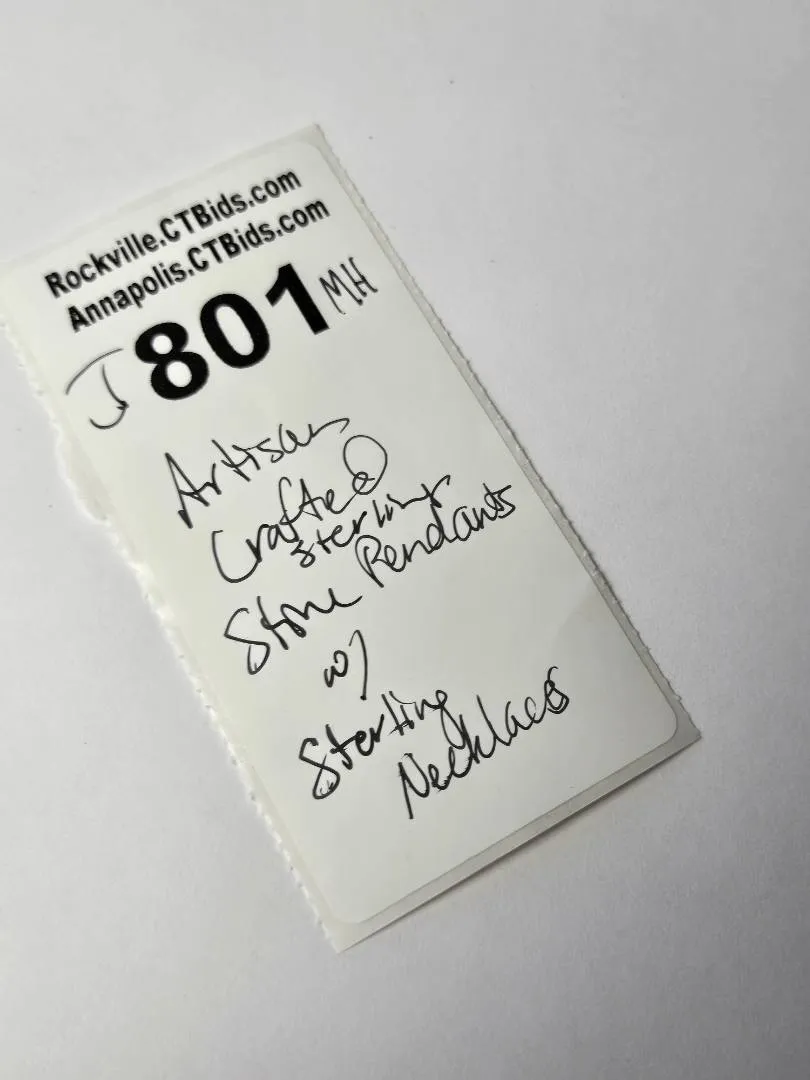 Rockville.CTBids.com
Annapolis.CTBids.com
J 801 MH
Artisan
Crafted
sterling
Stone Pendants
w/
Sterling
Necklaces